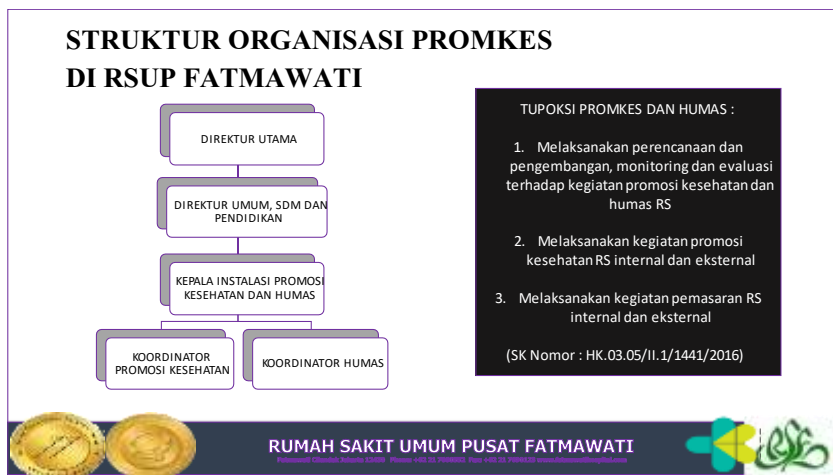 STRUKTUR ORGANISASI PROMKES
DI RSUP FATMAWATI
DIREKTUR UTAMA
DIREKTUR UMUM, SDM DAN
PENDIDIKAN
KEPALA INSTALASI PROMOSI
KESEHATAN DAN HUMAS
KOORDINATOR
PROMOSI KESEHATAN
KOORDINATOR HUMAS
TUPOKSI PROMKES DAN HUMAS :
1. Melaksanakan perencanaan dan
pengembangan, monitoring dan evaluasi
terhadap kegiatan promosi kesehatan dan
humas RS
2. Melaksanakan kegiatan promosi
kesehatan RS internal dan eksternal
3. Melaksanakan kegiatan pemasaran RS
internal dan eksternal
(SK Nomor : HK.03.05/II.1/1441/2016)
RUMAH SAKIT UMUM PUSAT FATMAWATI